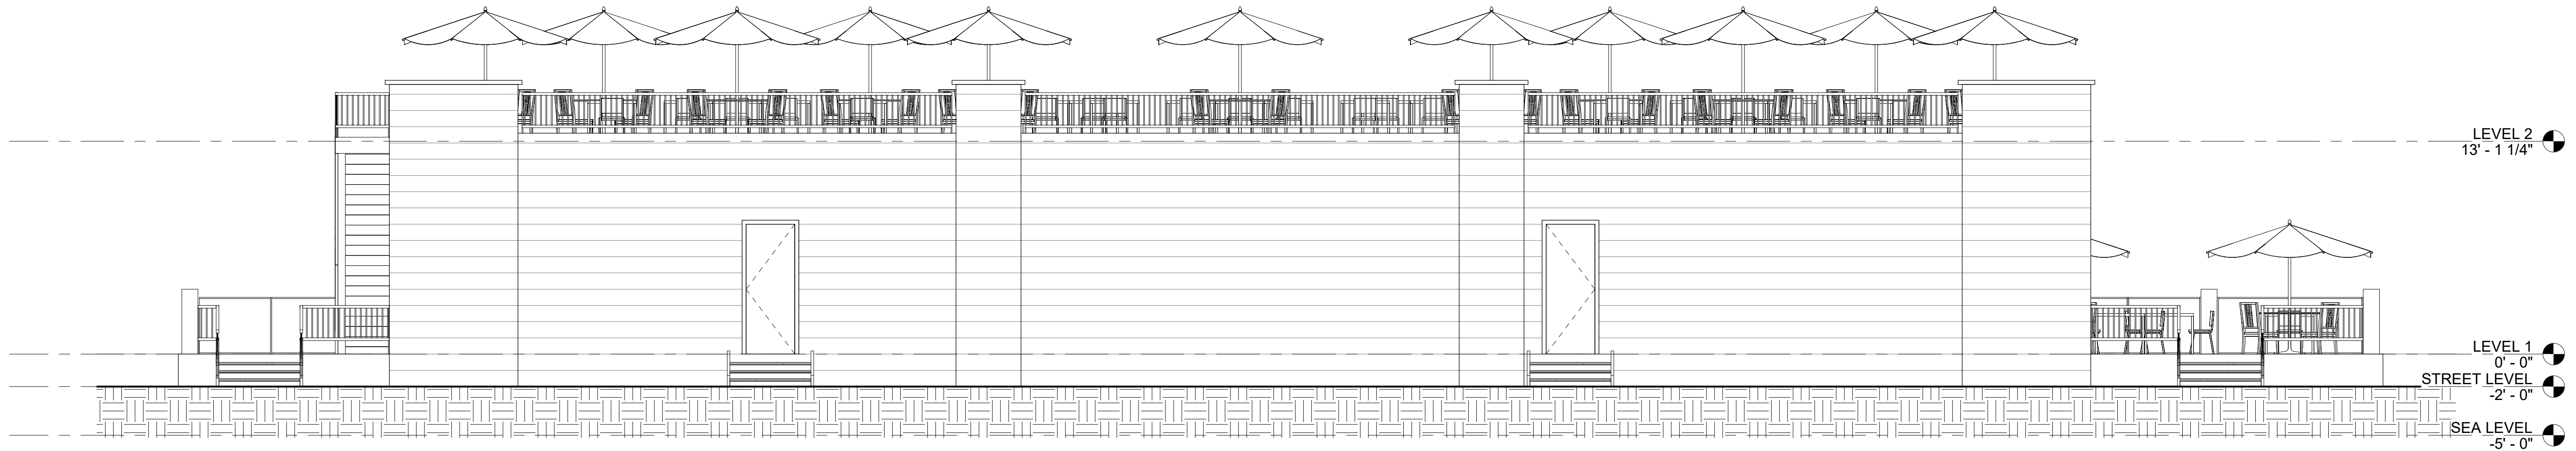 LEVEL 2
13' - 1 1/4"
LEVEL 1
0' - 0"
STREET LEVEL
-2' - 0"
SEA LEVEL
-5' - 0"